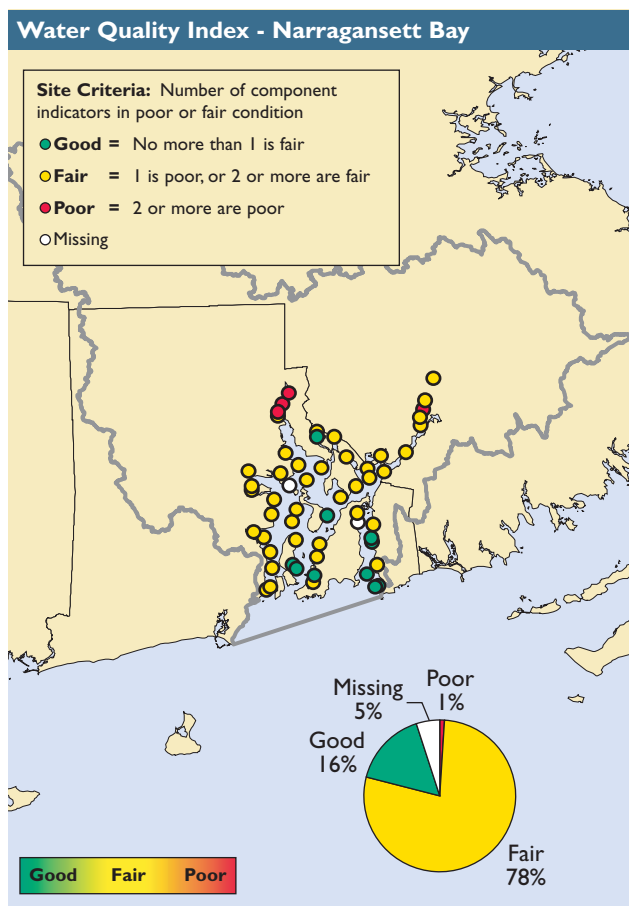 Water Quality Index - Narragansett Bay
Site Criteria: Number of component
indicators in poor or fair condition
Good = No more than 1 is fair
Fair = 1 is poor, or 2 or more are fair
Poor = 2 or more are poor
Missing
Missing
5%
Poor
1%
Good
16%
Fair
78%
Good Fair Poor